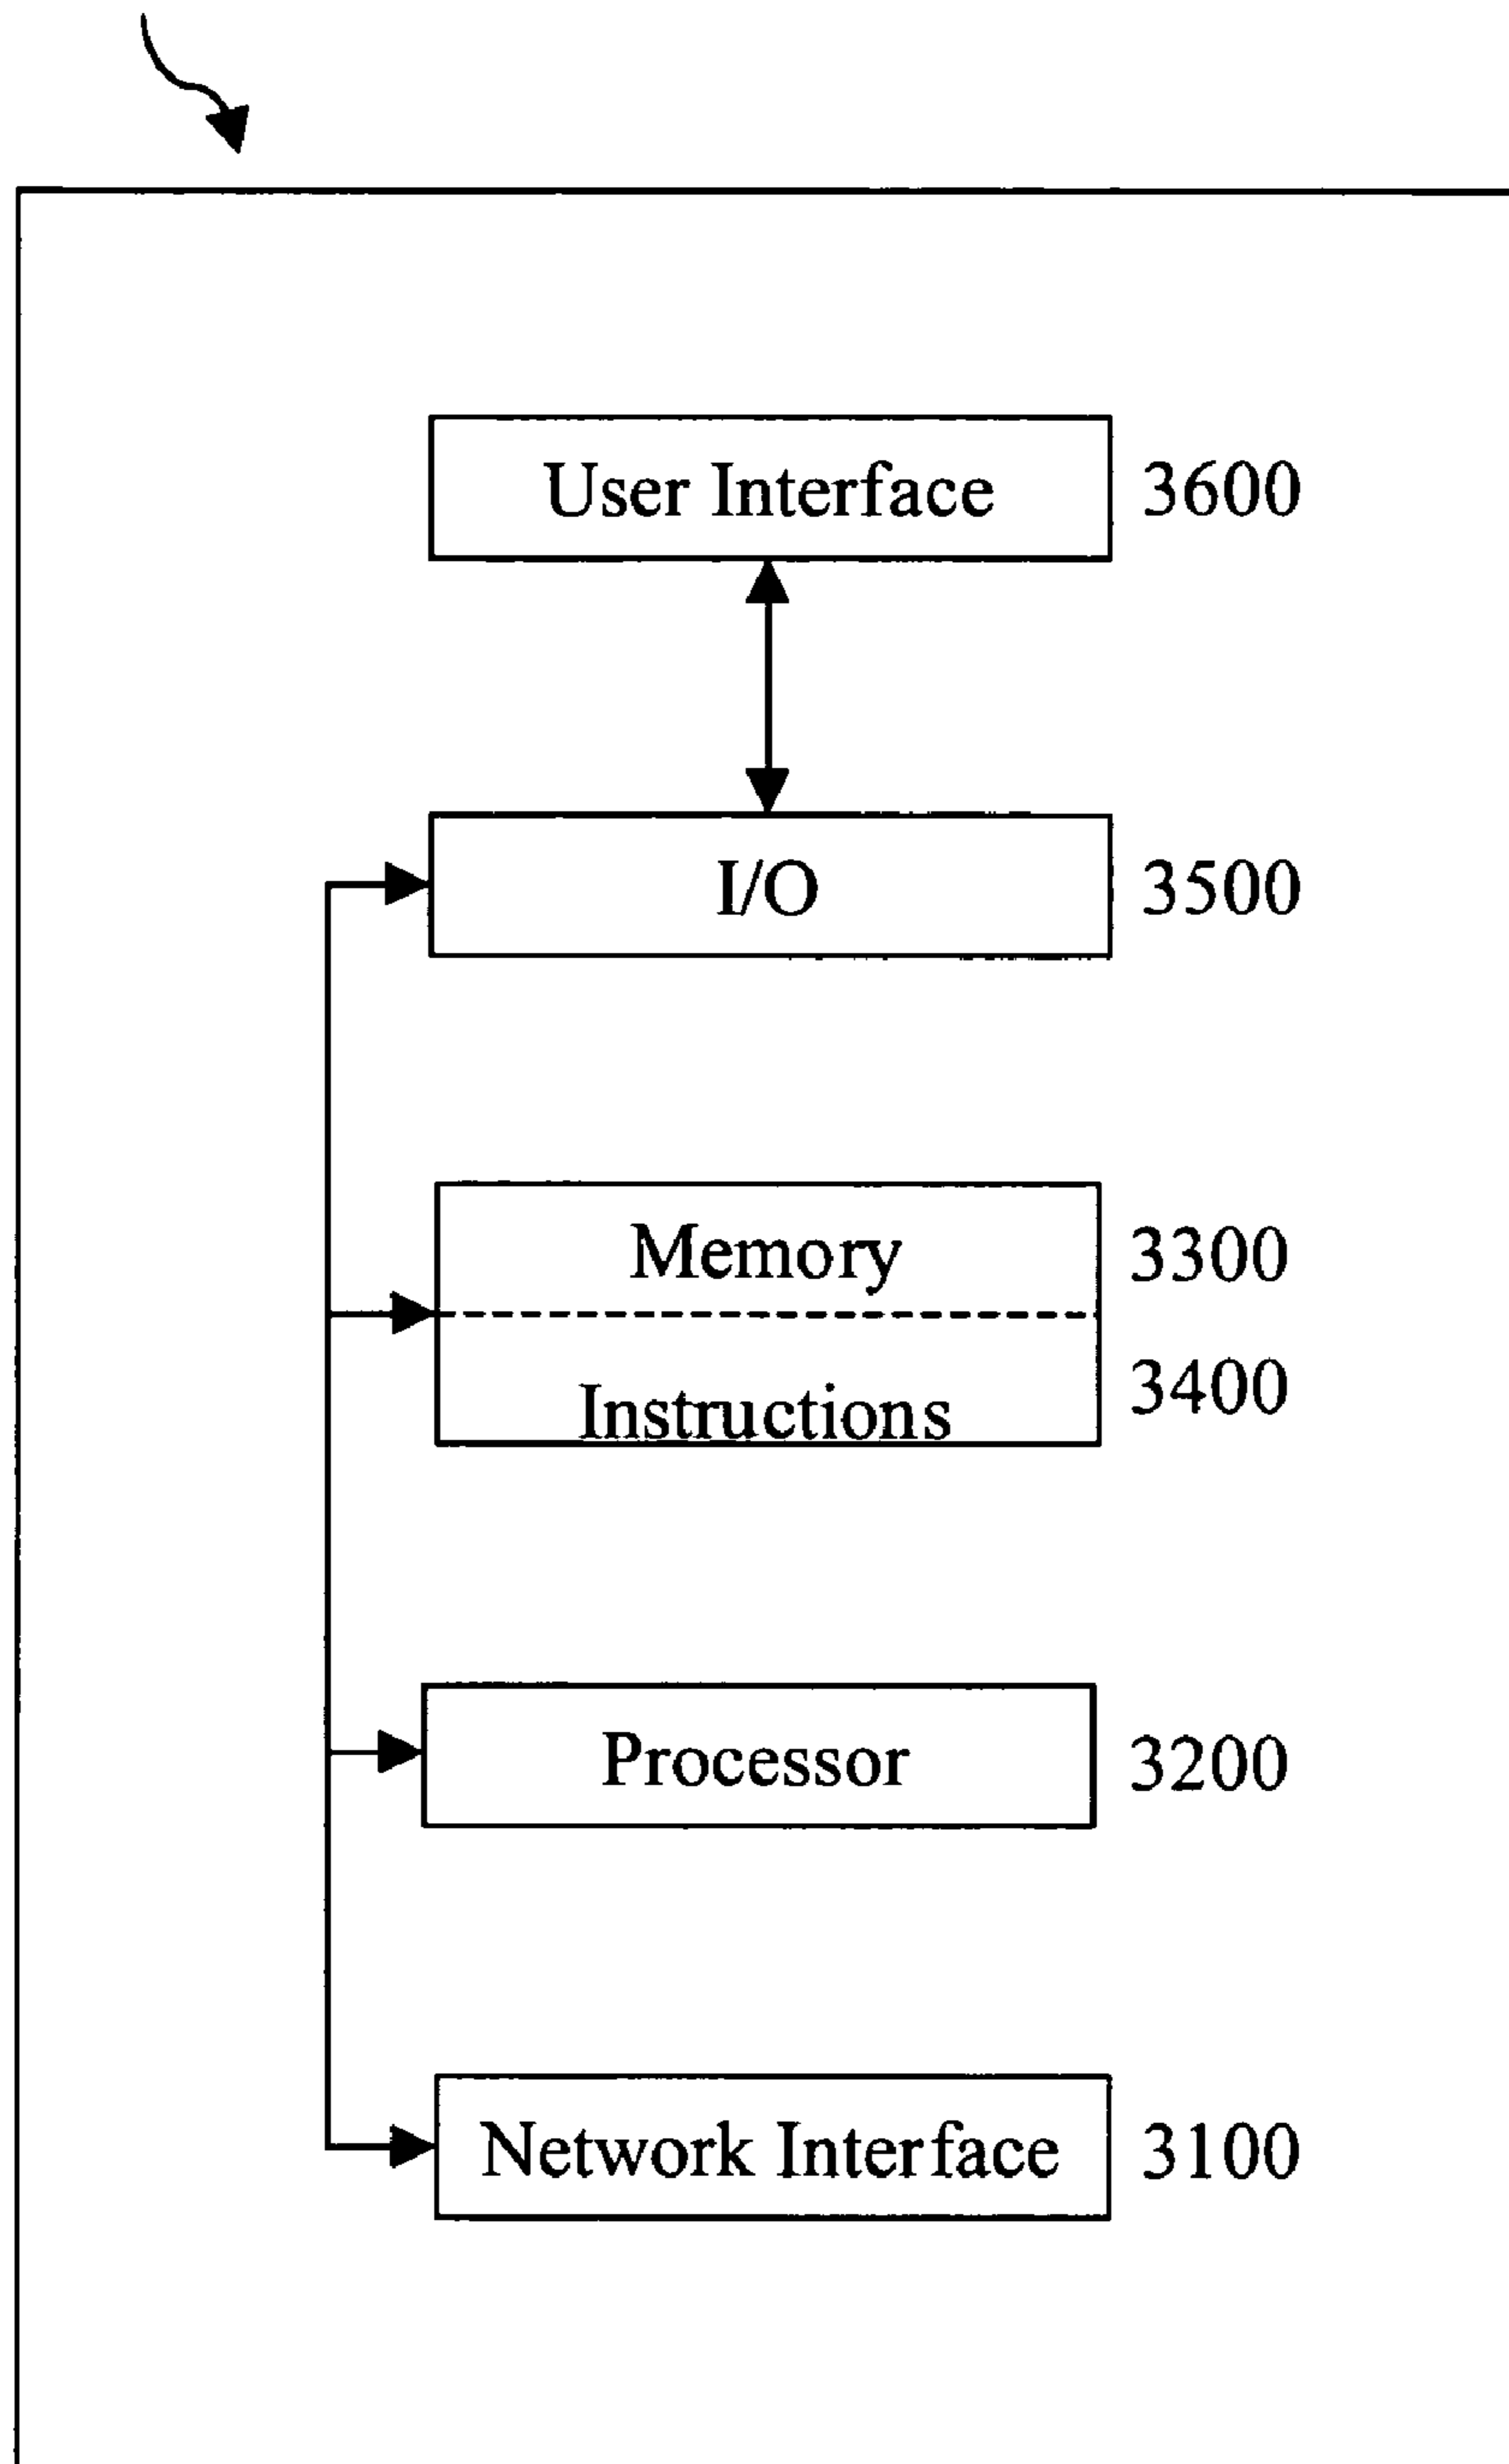 User Interface 3600
I/O 3500
Memory 3300
Instructions 3400
Processor 3200
Network Interface 3100